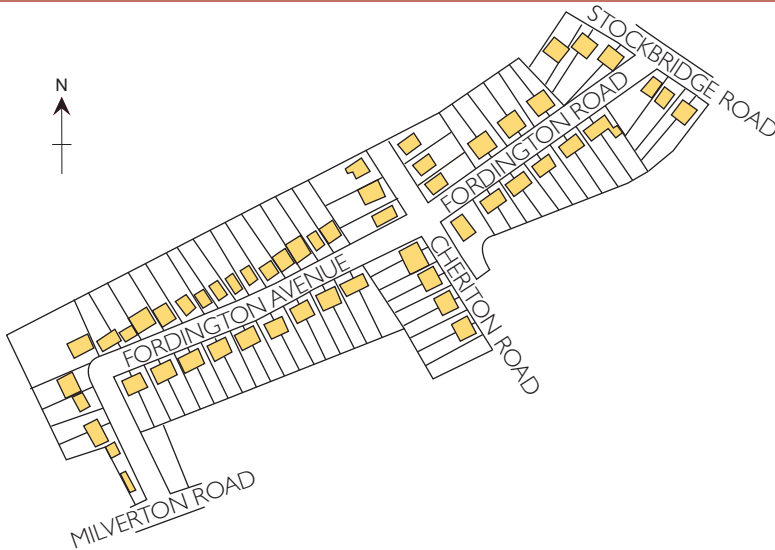 STOCKBRIDGE ROAD
N
FORDINGTON ROAD
FORDINGTON AVENUE
CHERITON ROAD
MILVERTON ROAD